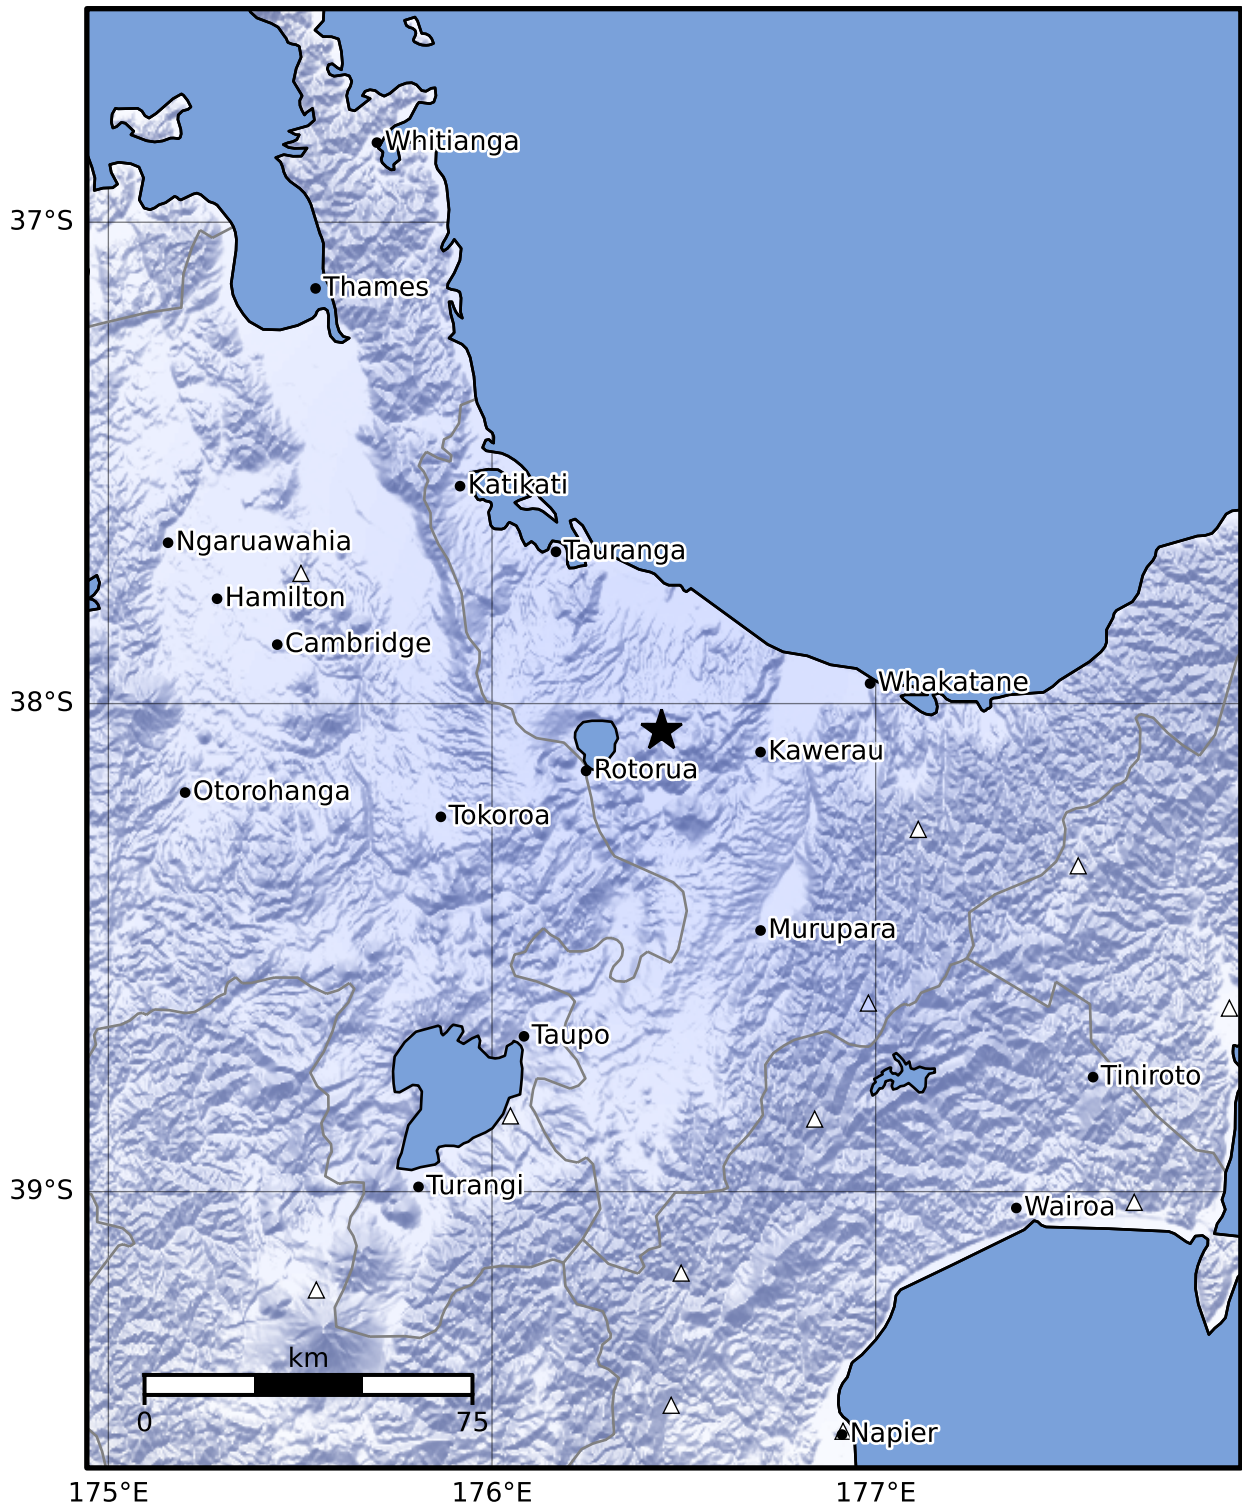 Whitianga
37°S
Thames
Katikati
Ngaruawahia
Tauranga
Hamilton
Cambridge
Whakatane
38°S
Kawerau
Rotorua
Otorohanga
Tokoroa
Murupara
Taupo
Tiniroto
39°S
Turangi
Wairoa
km
0
75
Napier
175°E
176°E
177°E